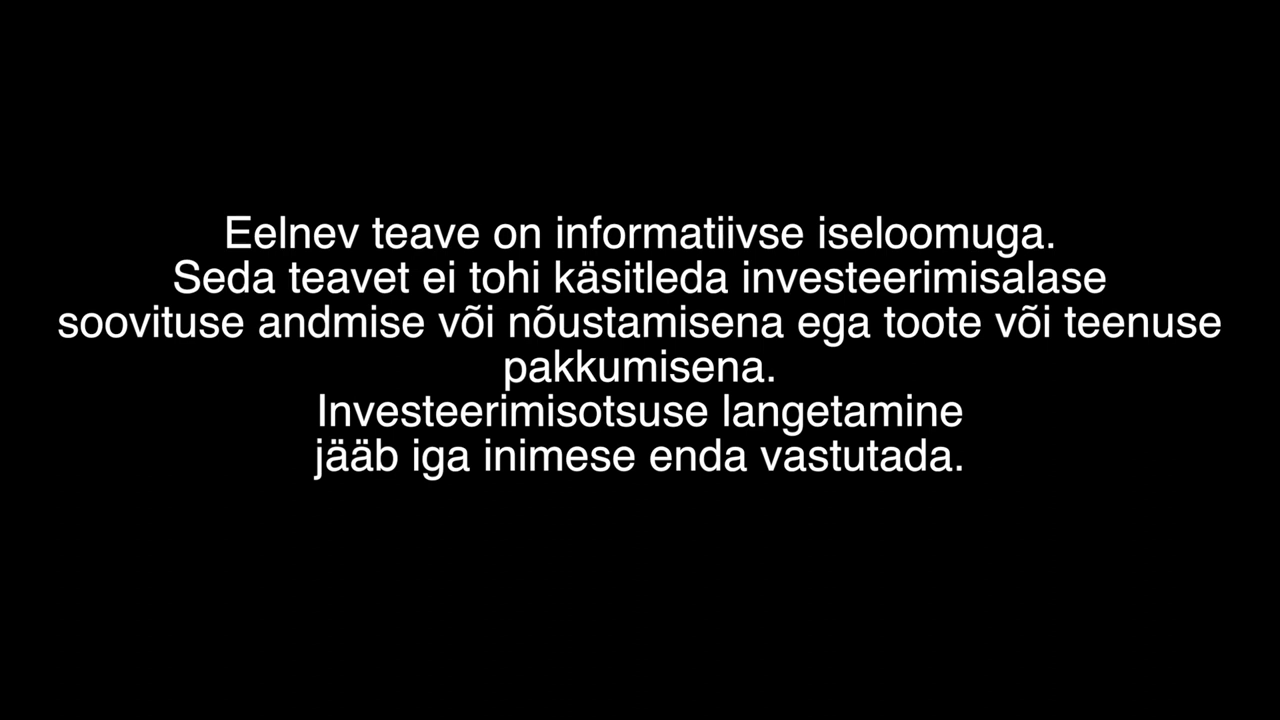 Eelnev teave on informatiivse iseloomuga.
Seda teavet ei tohi käsitleda investeerimisalase
soovituse andmise või nõustamisena ega toote või teenuse
pakkumisena.
Investeerimisotsuse langetamine
jääb iga inimese enda vastutada.